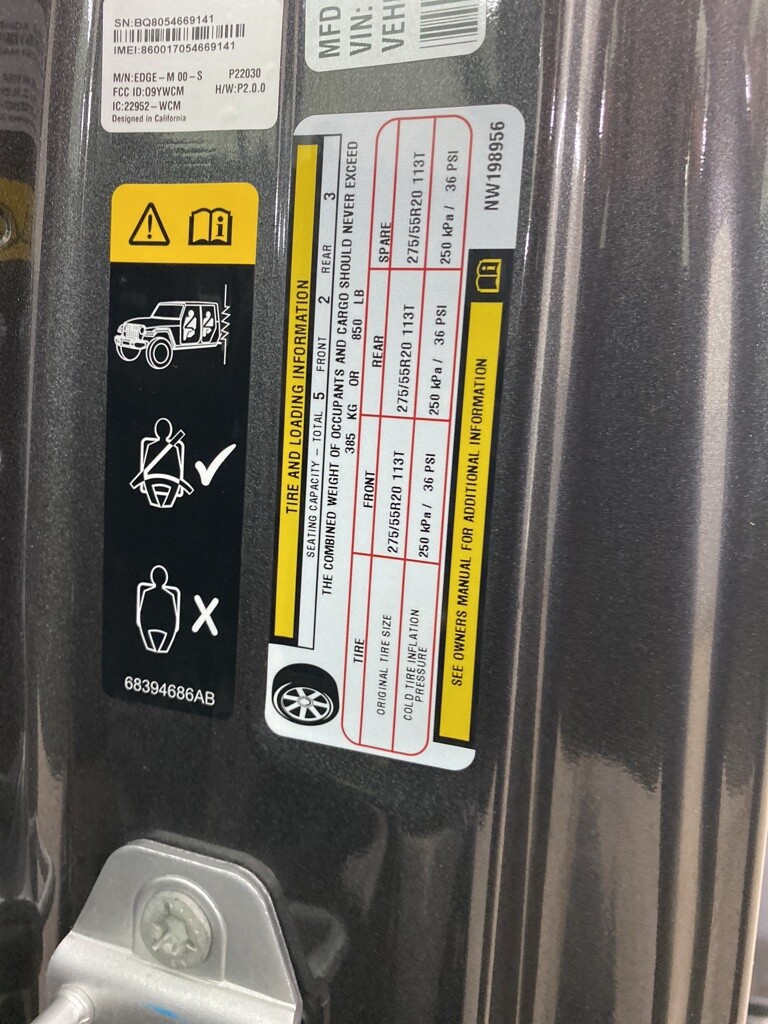 SN:BQ8054669141
IMEI:860017054669141
M/N:EDGE-M 00-S P22030
FCC ID:O9YWCM H/W:P2.0.0
IC:22952-WCM
Designed in California
MFD
VIN:
VEH
68394686AB
TIRE AND LOADING INFORMATION
SEATING CAPACITY - TOTAL 5 FRONT 2 REAR 3
THE COMBINED WEIGHT OF OCCUPANTS AND CARGO SHOULD NEVER EXCEED
385 KG OR 850 LB
TIRE FRONT REAR SPARE
ORIGINAL TIRE SIZE 275/55R20 113T 275/55R20 113T 275/55R20 113T
COLD TIRE INFLATION
PRESSURE 250 kPa / 36 PSI 250 kPa / 36 PSI 250 kPa / 36 PSI
SEE OWNERS MANUAL FOR ADDITIONAL INFORMATION
NW198956